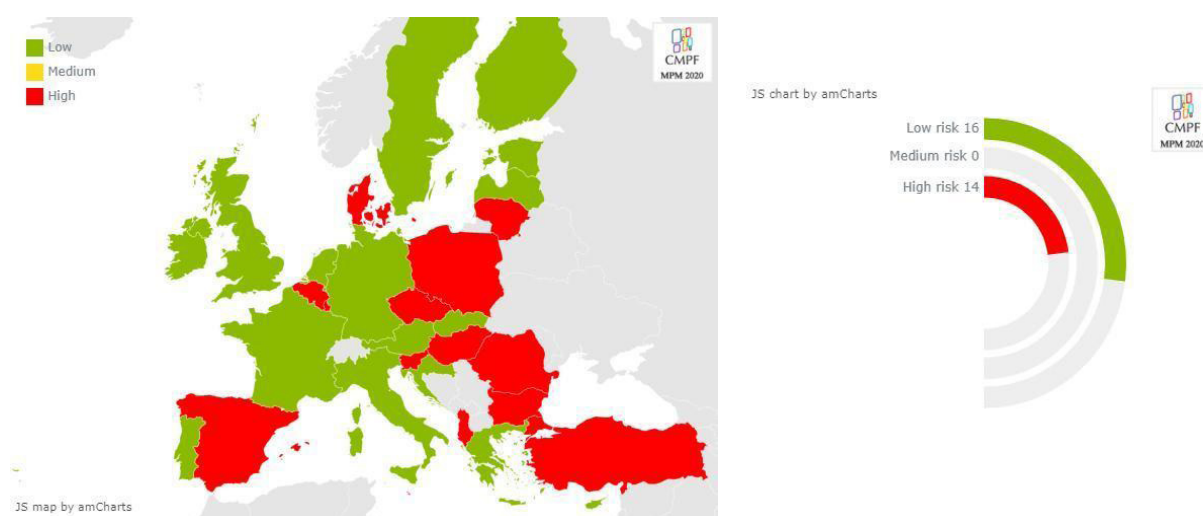 Low
Medium
High
CMPF
MPM 2020
JS map by amCharts
JS chart by amCharts
Low risk 16
Medium risk 0
High risk 14
CMPF
MPM 2020